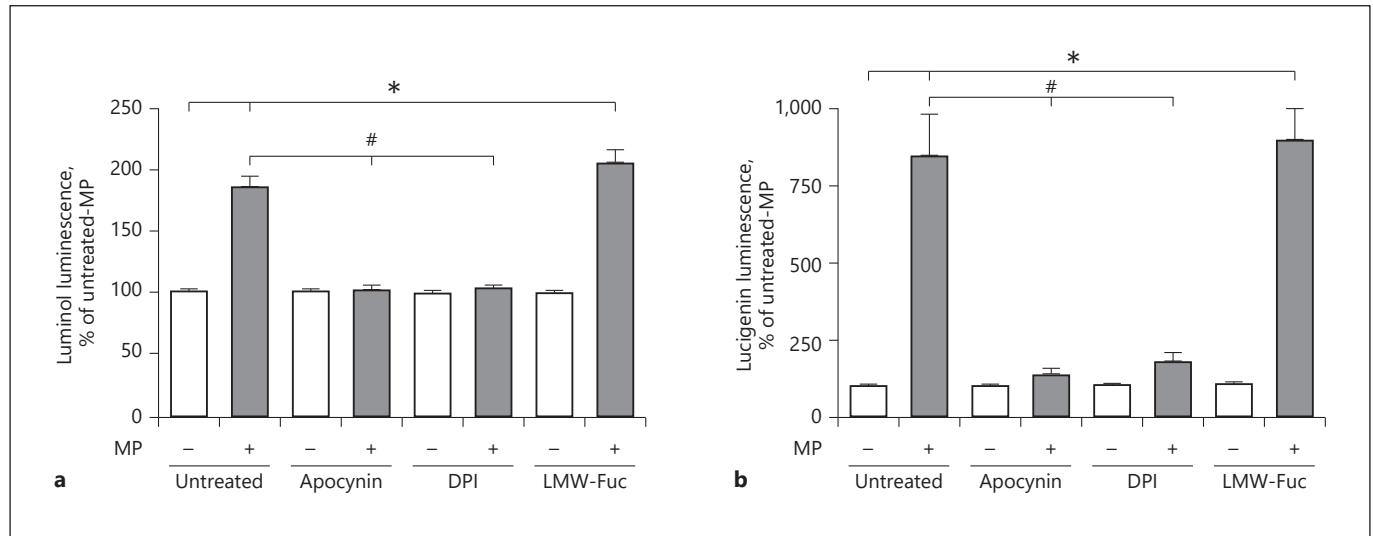 *
#
250
200
150
100
50
0
Luminol luminescence,
% of untreated-MP
MP – + – + – + – +
Untreated Apocynin DPI LMW-Fuc
a
*
#
1,000
750
500
250
0
Lucigenin luminescence,
% of untreated-MP
– + – + – + – +
Untreated Apocynin DPI LMW-Fuc
b